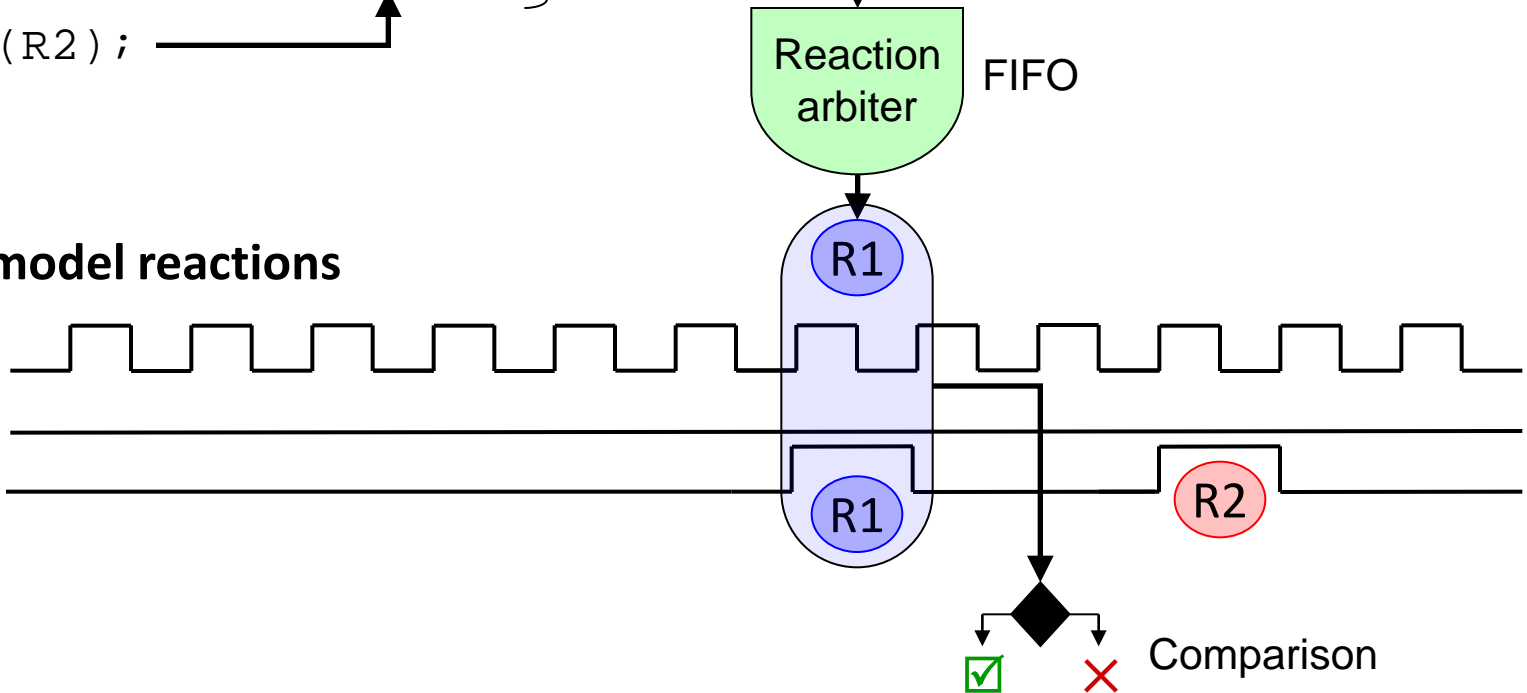 (R2);
Reaction
arbiter
FIFO
R1
model reactions
R1
R2
Comparison